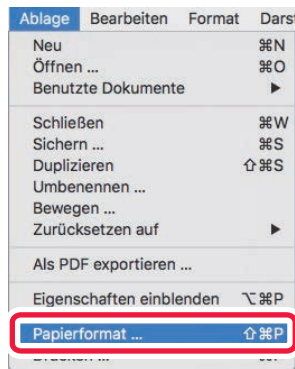 Ablage Bearbeiten Format Dars
Neu ⌘N
Öffnen ... ⌘O
Benutzte Dokumente ▶
Schließen ⌘W
Sichern ... ⌘S
Duplizieren ⇧⌘S
Umbenennen ...
Bewegen ...
Zurücksetzen auf ▶
Als PDF exportieren ...
Eigenschaften einblenden ⌥⌘P
Papierformat ... ⇧⌘P